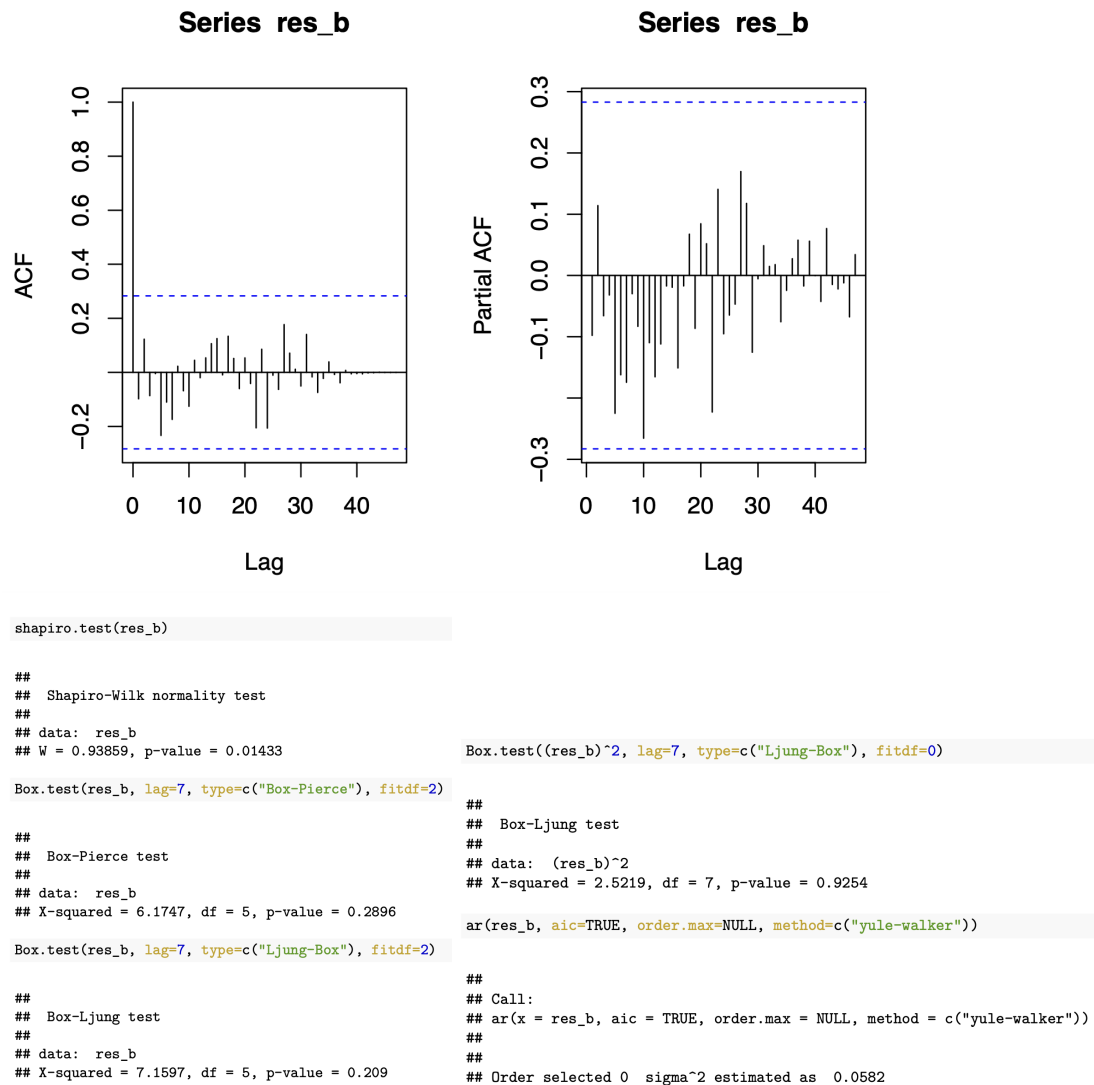 Series res_b
ACF
1.0
0.8
0.6
0.4
0.2
−0.2
0 10 20 30 40
Lag
Series res_b
Partial ACF
0.3
0.2
0.1
0.0
−0.1
−0.3
0 10 20 30 40
Lag
shapiro.test(res_b)
##
## Shapiro-Wilk normality test
##
## data: res_b
## W = 0.93859, p-value = 0.01433
Box.test(res_b, lag=7, type=c("Box-Pierce"), fitdf=2)
##
## Box-Pierce test
##
## data: res_b
## X-squared = 6.1747, df = 5, p-value = 0.2896
Box.test(res_b, lag=7, type=c("Ljung-Box"), fitdf=2)
##
## Box-Ljung test
##
## data: res_b
## X-squared = 7.1597, df = 5, p-value = 0.209
Box.test((res_b)^2, lag=7, type=c("Ljung-Box"), fitdf=0)
##
## Box-Ljung test
##
## data: (res_b)^2
## X-squared = 2.5219, df = 7, p-value = 0.9254
ar(res_b, aic=TRUE, order.max=NULL, method=c("yule-walker"))
##
## Call:
## ar(x = res_b, aic = TRUE, order.max = NULL, method = c("yule-walker"))
##
##
## Order selected 0 sigma^2 estimated as 0.0582